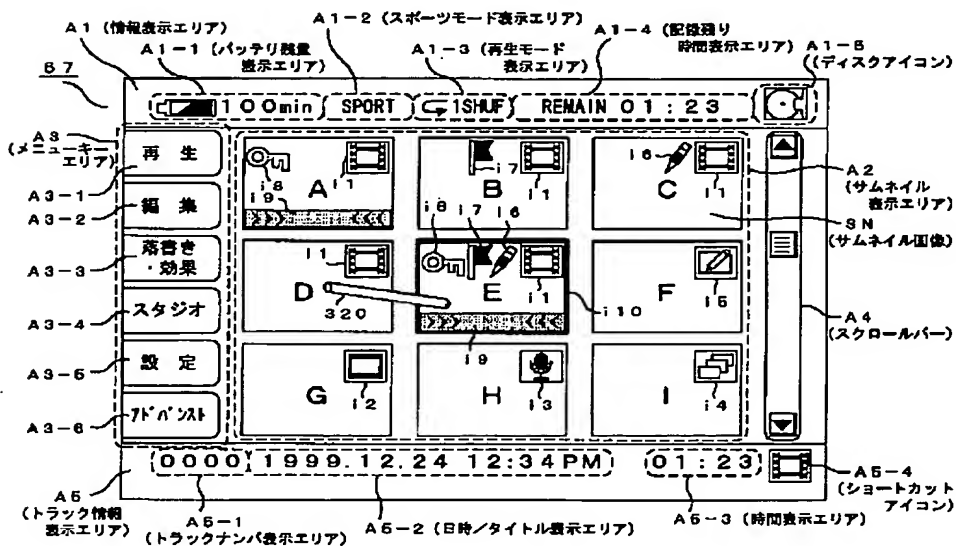 A1 (情報表示エリア)
A1-1 (バッテリ残量
表示エリア)
A1-2 (スポーツモード表示エリア)
A1-3 (再生モード
表示エリア)
A1-4 (記録残り
時間表示エリア)
A1-5
((ディスクアイコン)
67
100min
SPORT
1SHUF
REMAIN 01:23
A3
(メニューキー
エリア)
A3-1
A3-2
A3-3
A3-4
A3-5
A3-6
再 生
編 集
落書き
・効果
スタジオ
設 定
アドバンスト
i8
A
i1
i9
i7
B
i1
i6
C
i1
i1
D
320
i8
i7
i6
E
i1
i9
i10
F
i5
G
i2
H
i3
I
i4
A2
(サムネイル
表示エリア)
SN
(サムネイル画像)
A4
(スクロールバー)
0000
1999.12.24 12:34PM
01:23
A5
(トラック情報
表示エリア)
A5-1
(トラックナンバ表示エリア)
A5-2 (日時/タイトル表示エリア)
A5-3 (時間表示エリア)
A5-4
(ショートカット
アイコン)